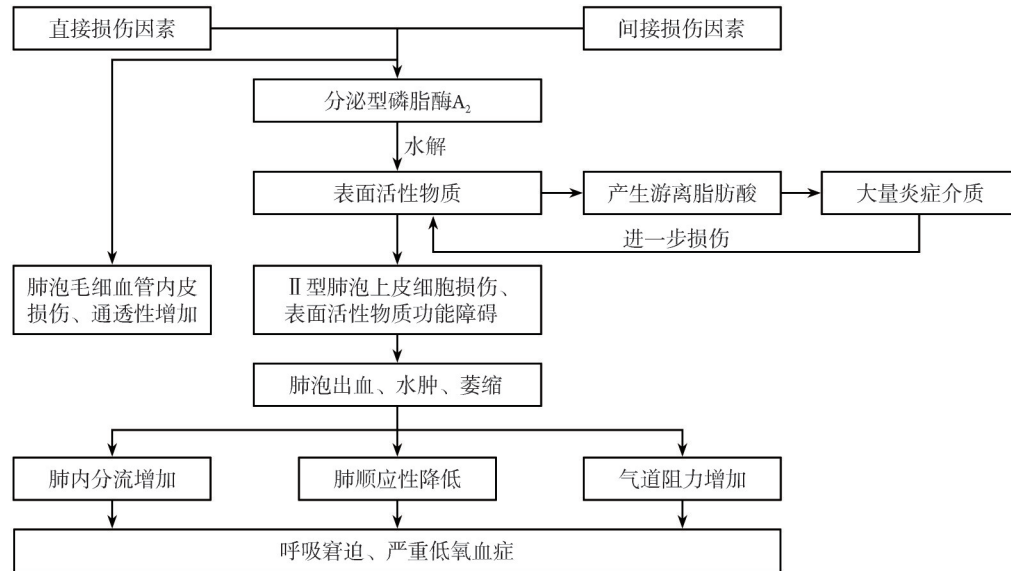 直接损伤因素
间接损伤因素
分泌型磷脂酶A₂
水解
表面活性物质
产生游离脂肪酸
大量炎症介质
进一步损伤
肺泡毛细血管内皮
损伤、通透性增加
Ⅱ型肺泡上皮细胞损伤、
表面活性物质功能障碍
肺泡出血、水肿、萎缩
肺内分流增加
肺顺应性降低
气道阻力增加
呼吸窘迫、严重低氧血症